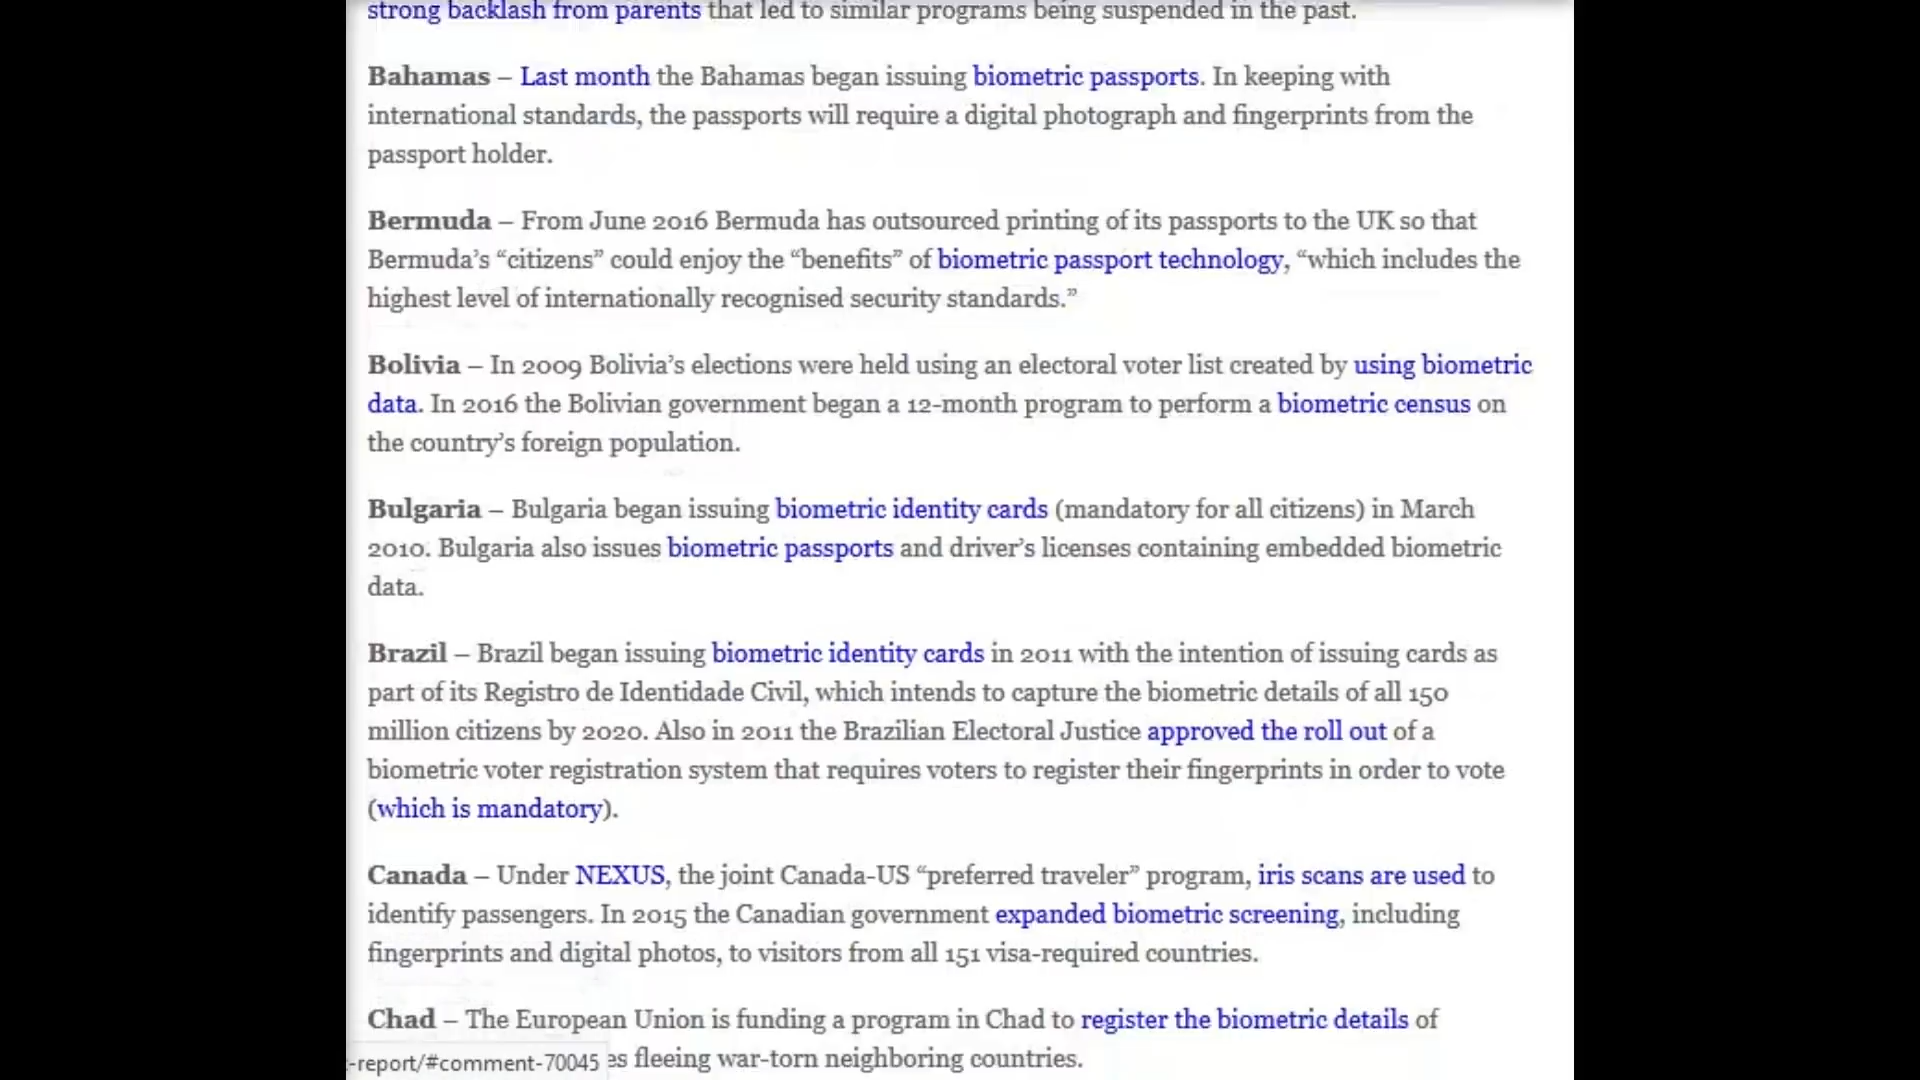 strong backlash from parents that led to similar programs being suspended in the past.
Bahamas – Last month the Bahamas began issuing biometric passports. In keeping with
international standards, the passports will require a digital photograph and fingerprints from the
passport holder.
Bermuda – From June 2016 Bermuda has outsourced printing of its passports to the UK so that
Bermuda’s “citizens” could enjoy the “benefits” of biometric passport technology, “which includes the
highest level of internationally recognised security standards.”
Bolivia – In 2009 Bolivia’s elections were held using an electoral voter list created by using biometric
data. In 2016 the Bolivian government began a 12-month program to perform a biometric census on
the country’s foreign population.
Bulgaria – Bulgaria began issuing biometric identity cards (mandatory for all citizens) in March
2010. Bulgaria also issues biometric passports and driver’s licenses containing embedded biometric
data.
Brazil – Brazil began issuing biometric identity cards in 2011 with the intention of issuing cards as
part of its Registro de Identidade Civil, which intends to capture the biometric details of all 150
million citizens by 2020. Also in 2011 the Brazilian Electoral Justice approved the roll out of a
biometric voter registration system that requires voters to register their fingerprints in order to vote
(which is mandatory).
Canada – Under NEXUS, the joint Canada-US “preferred traveler” program, iris scans are used to
identify passengers. In 2015 the Canadian government expanded biometric screening, including
fingerprints and digital photos, to visitors from all 151 visa-required countries.
Chad – The European Union is funding a program in Chad to register the biometric details of
-report/#comment-70045 es fleeing war-torn neighboring countries.